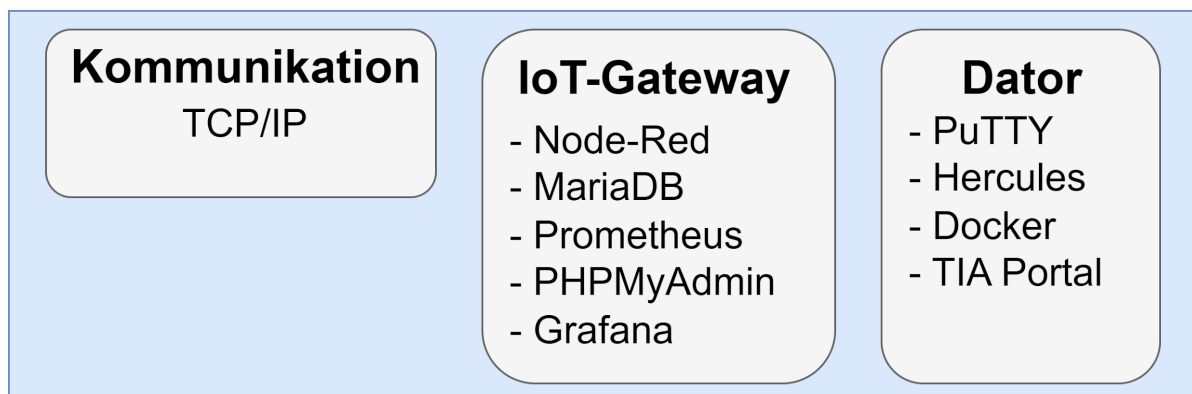 Kommunikation
TCP/IP
IoT-Gateway
- Node-Red
- MariaDB
- Prometheus
- PHPMyAdmin
- Grafana
Dator
- PuTTY
- Hercules
- Docker
- TIA Portal